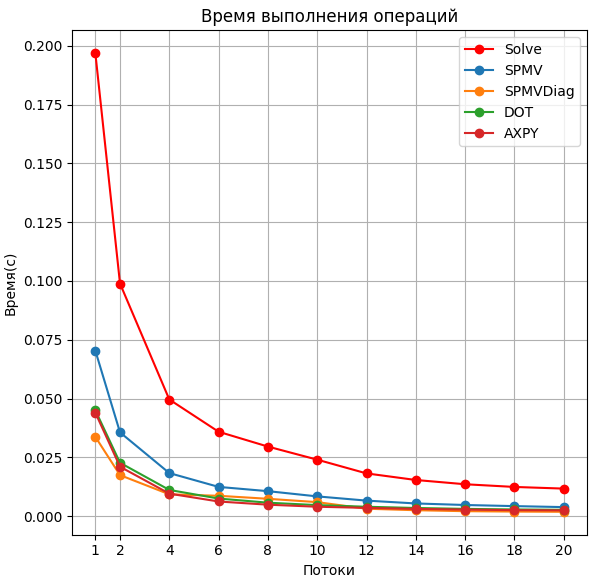 Время выполнения операций
Время(с)
0.200
0.175
0.150
0.125
0.100
0.075
0.050
0.025
0.000
Solve
SPMV
SPMVDiag
DOT
AXPY
1 2 4 6 8 10 12 14 16 18 20
Потоки